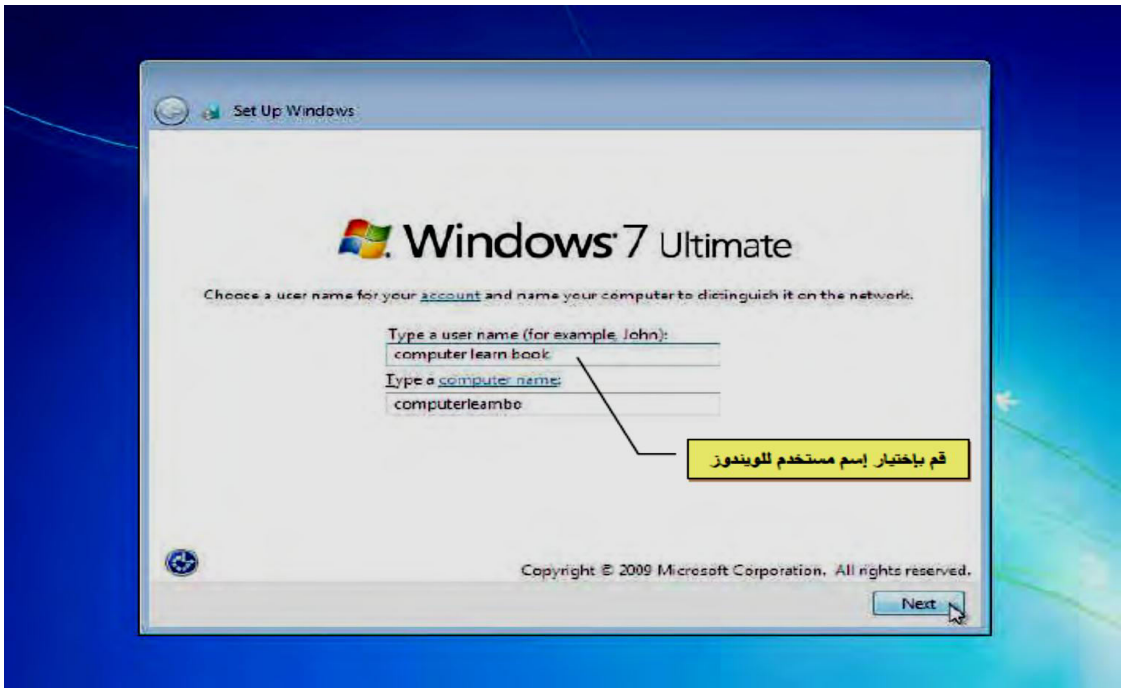 Set Up Windows
Windows 7 Ultimate
Choose a user name for your account and name your computer to distinguish it on the network.
Type a user name (for example, John):
computer learn book
Type a computer name:
computerlearnbo
قم بإختيار إسم مستخدم للويندوز
Copyright © 2009 Microsoft Corporation. All rights reserved.
Next